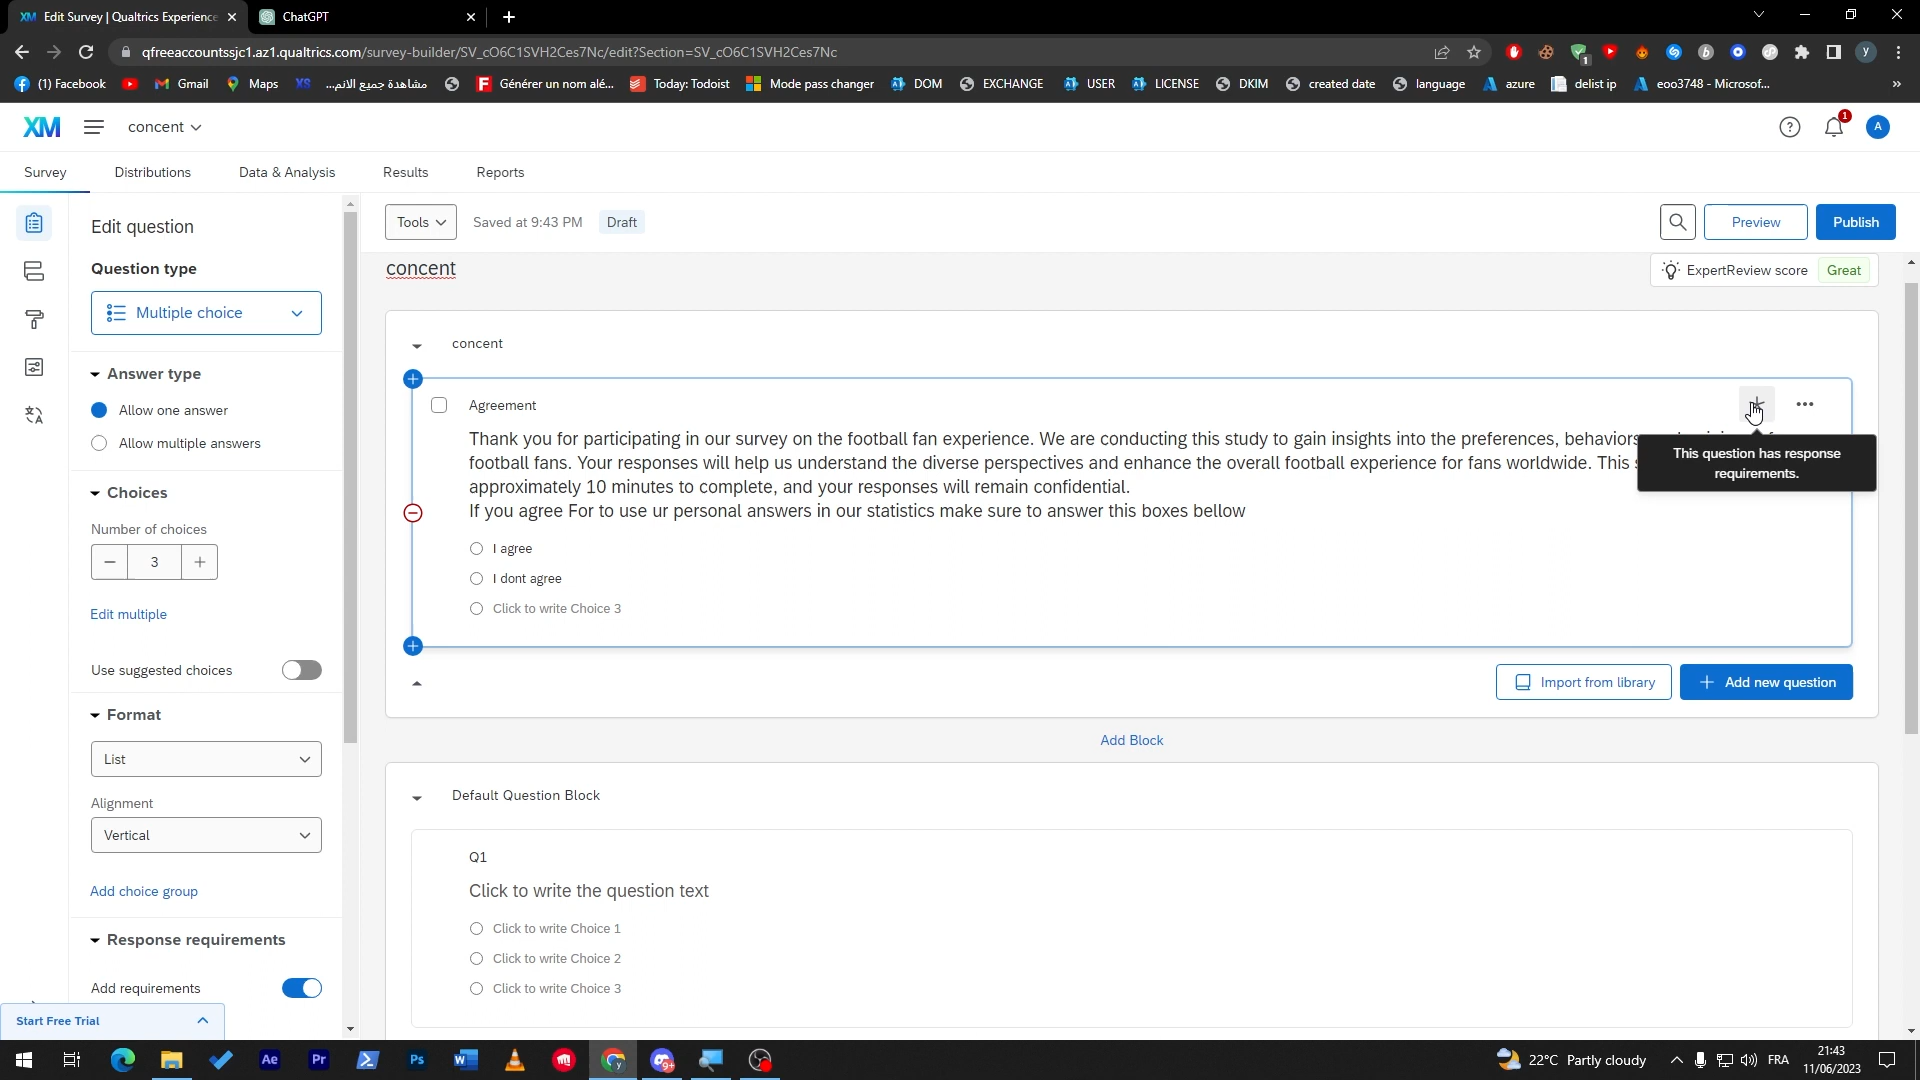 Edit Survey | Qualtrics Experience
ChatGPT
qfreeaccountssjc1.az1.qualtrics.com/survey-builder/SV_cO6C1SVH2Ces7Nc/edit?Section=SV_cO6C1SVH2Ces7Nc
1
y
(1) Facebook
Gmail
Maps
XS
مشاهدة جميع الانم...
Générer un nom alé...
Today: Todoist
Mode pass changer
DOM
EXCHANGE
USER
LICENSE
DKIM
created date
language
azure
delist ip
eoo3748 - Microsof...
»
XM
concent
1
A
Survey
Distributions
Data & Analysis
Results
Reports
Edit question
Tools
Saved at 9:43 PM
Draft
Preview
Publish
Question type
concent
ExpertReview score
Great
Multiple choice
concent
Answer type
Allow one answer
Allow multiple answers
Agreement
Thank you for participating in our survey on the football fan experience. We are conducting this study to gain insights into the preferences, behaviors
football fans. Your responses will help us understand the diverse perspectives and enhance the overall football experience for fans worldwide. This
approximately 10 minutes to complete, and your responses will remain confidential.
If you agree For to use ur personal answers in our statistics make sure to answer this boxes bellow
This question has response
requirements.
I agree
I dont agree
Click to write Choice 3
Choices
Number of choices
3
Edit multiple
Use suggested choices
Import from library
Add new question
Format
List
Alignment
Vertical
Add choice group
Add Block
Default Question Block
Q1
Click to write the question text
Click to write Choice 1
Click to write Choice 2
Click to write Choice 3
Response requirements
Add requirements
Start Free Trial
Ae
Pr
Ps
9+
22°C Partly cloudy
FRA
21:43
11/06/2023